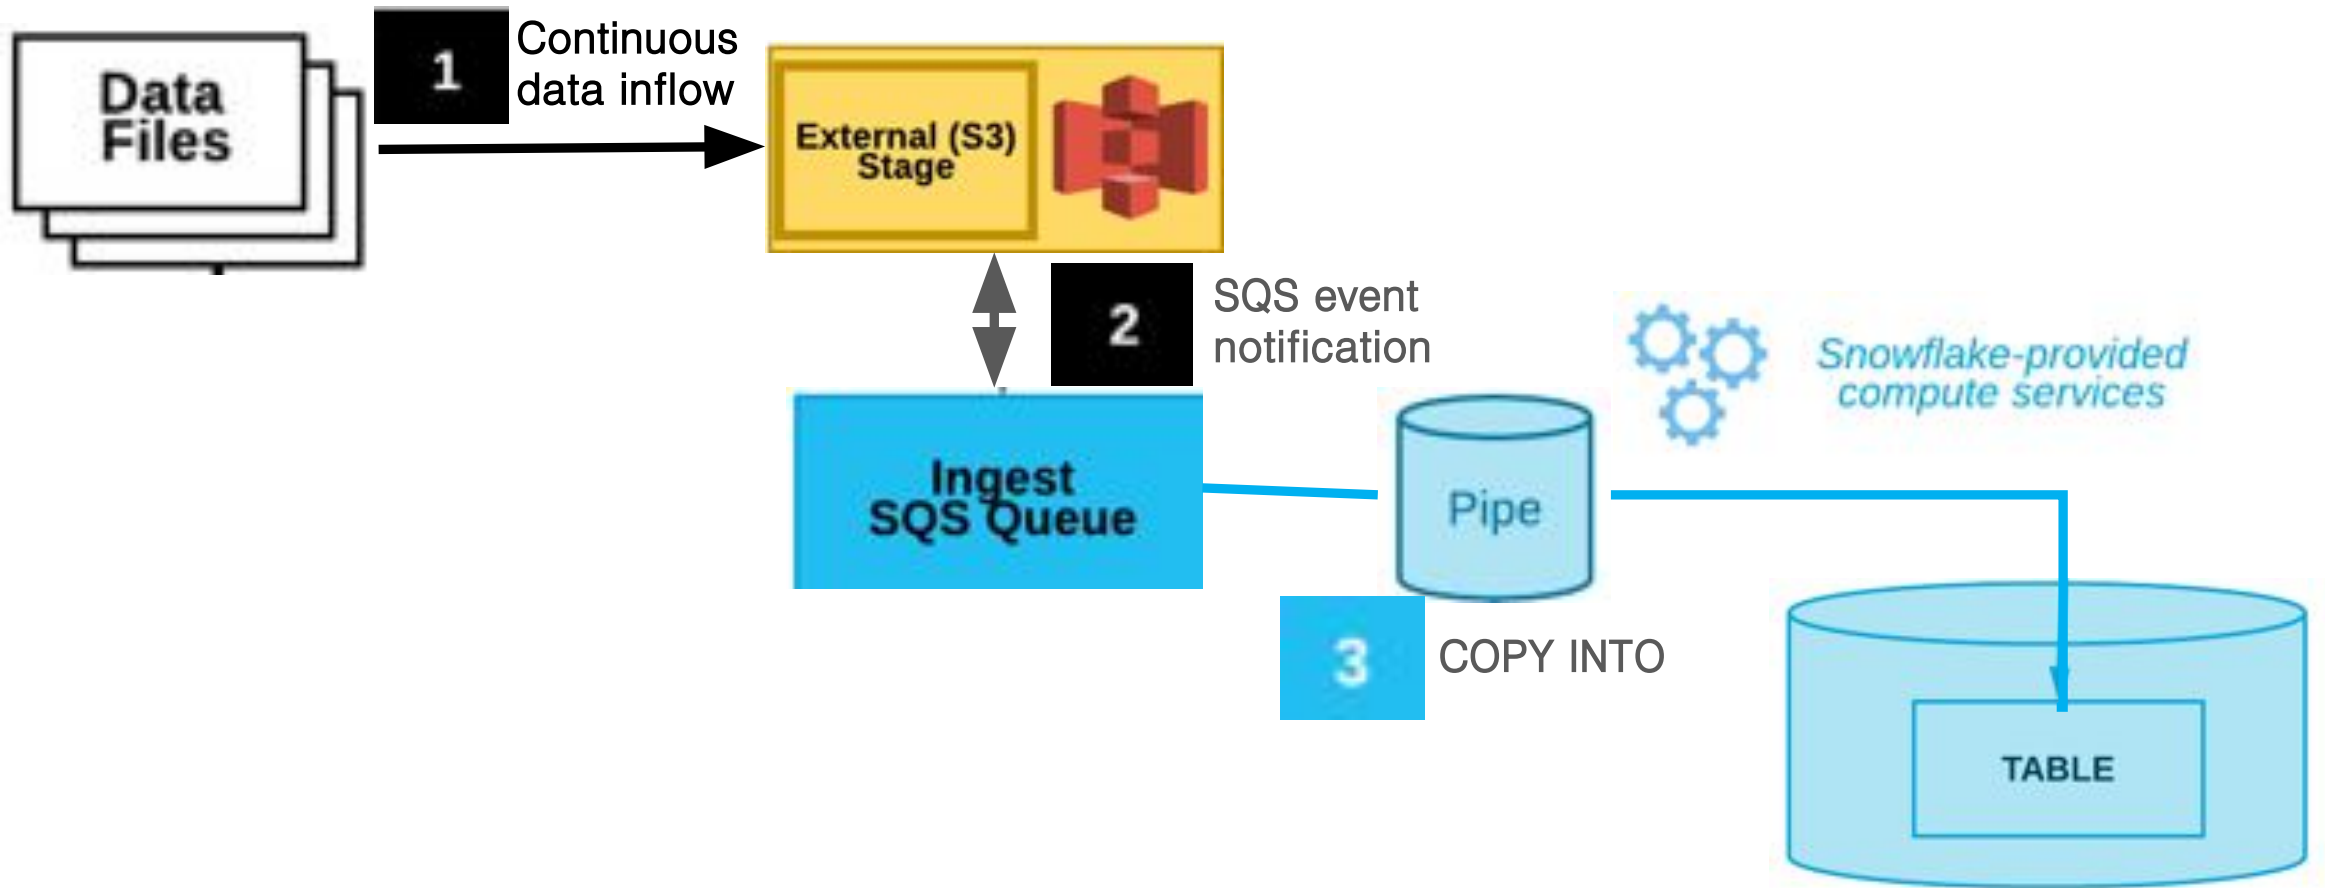 Data
Files
1
Continuous
data inflow
External (S3)
Stage
2
SQS event
notification
Snowflake-provided
compute services
Ingest
SQS Queue
Pipe
3
COPY INTO
TABLE